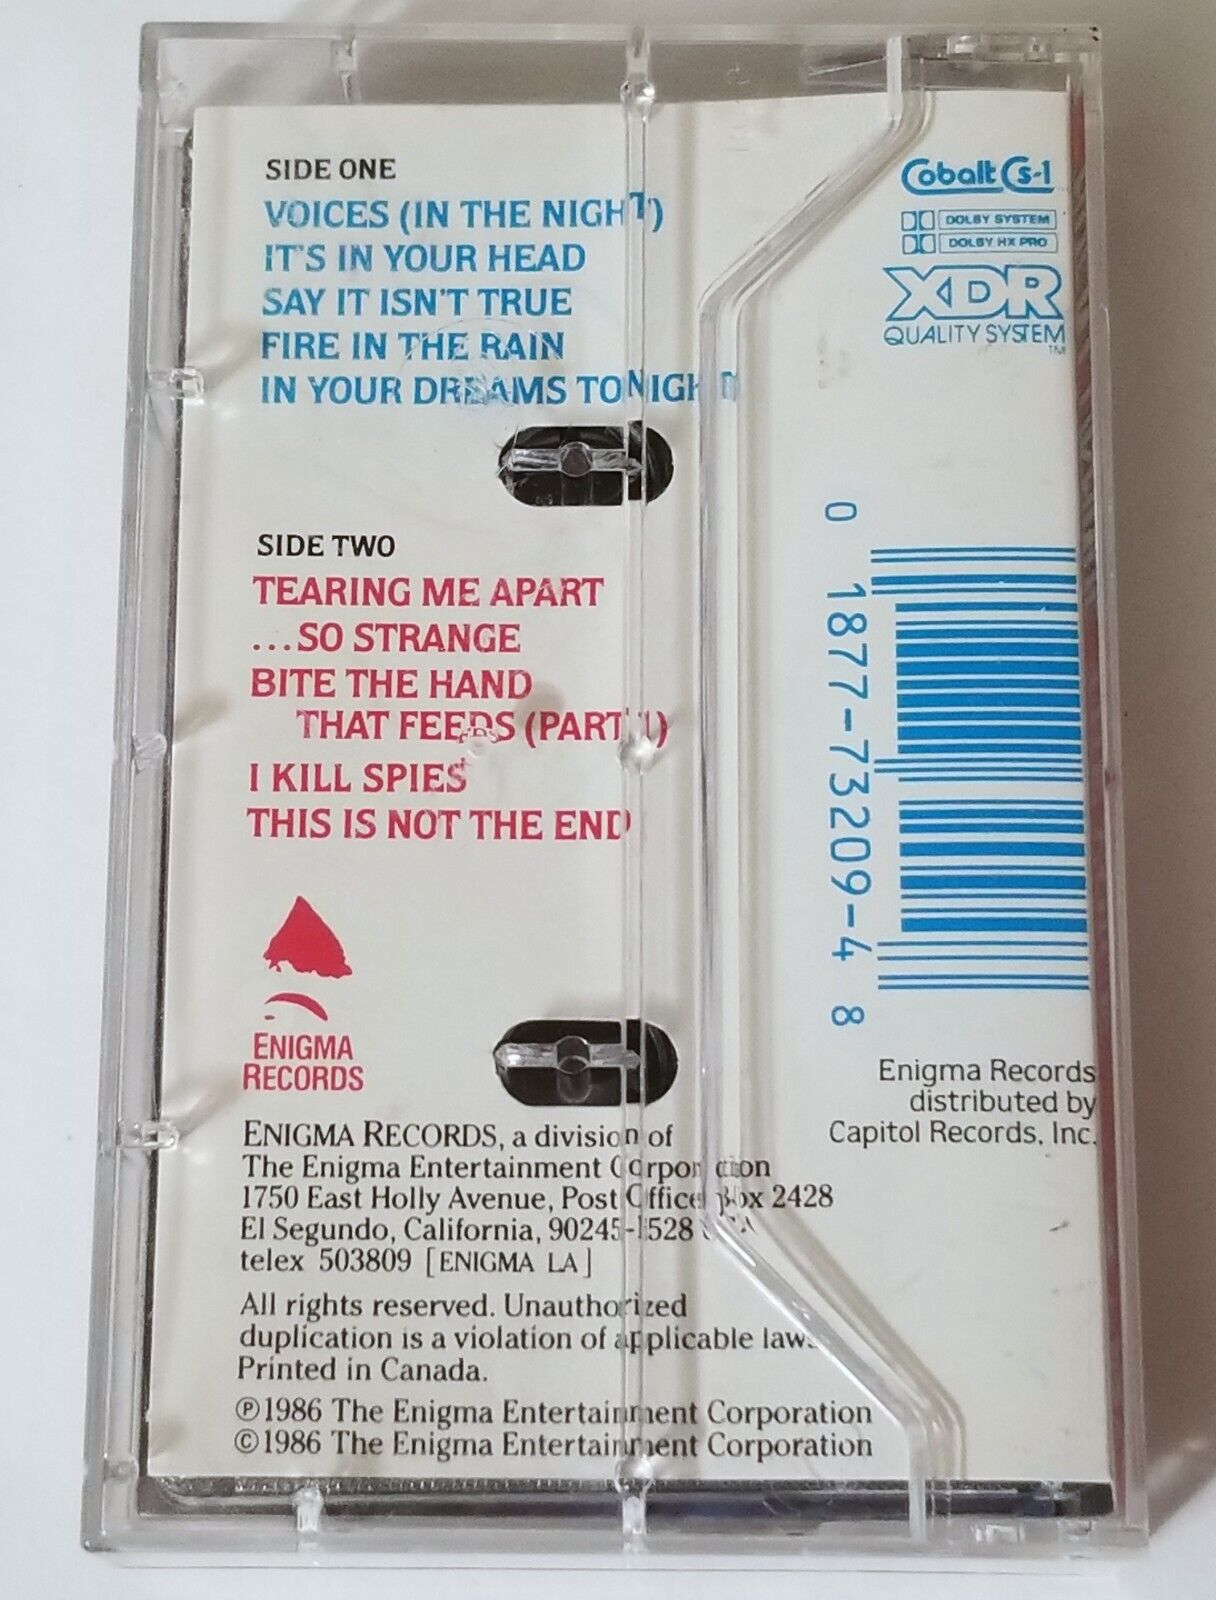 SIDE ONE
VOICES (IN THE NIGHT)
IT'S IN YOUR HEAD
SAY IT ISN'T TRUE
FIRE IN THE RAIN
IN YOUR DREAMS TONIGHT
SIDE TWO
TEARING ME APART
...SO STRANGE
BITE THE HAND
THAT FEEDS (PART 1)
I KILL SPIES
THIS IS NOT THE END
ENIGMA
RECORDS
ENIGMA RECORDS, a division of
The Enigma Entertainment Corporation
1750 East Holly Avenue, Post Office Box 2428
El Segundo, California, 90245-1528 USA
telex 503809 [ENIGMA LA]
All rights reserved. Unauthorized
duplication is a violation of applicable laws.
Printed in Canada.
℗1986 The Enigma Entertainment Corporation
©1986 The Enigma Entertainment Corporation
Cobalt Cs-1
DOLBY SYSTEM
DOLBY HX PRO
XDR
QUALITY SYSTEM
TM
0 1877-73209-4 8
Enigma Records
distributed by
Capitol Records, Inc.